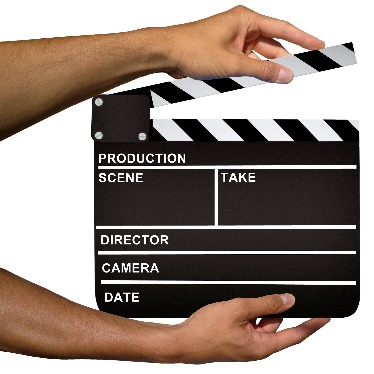 PRODUCTION
SCENE TAKE
DIRECTOR
CAMERA
DATE